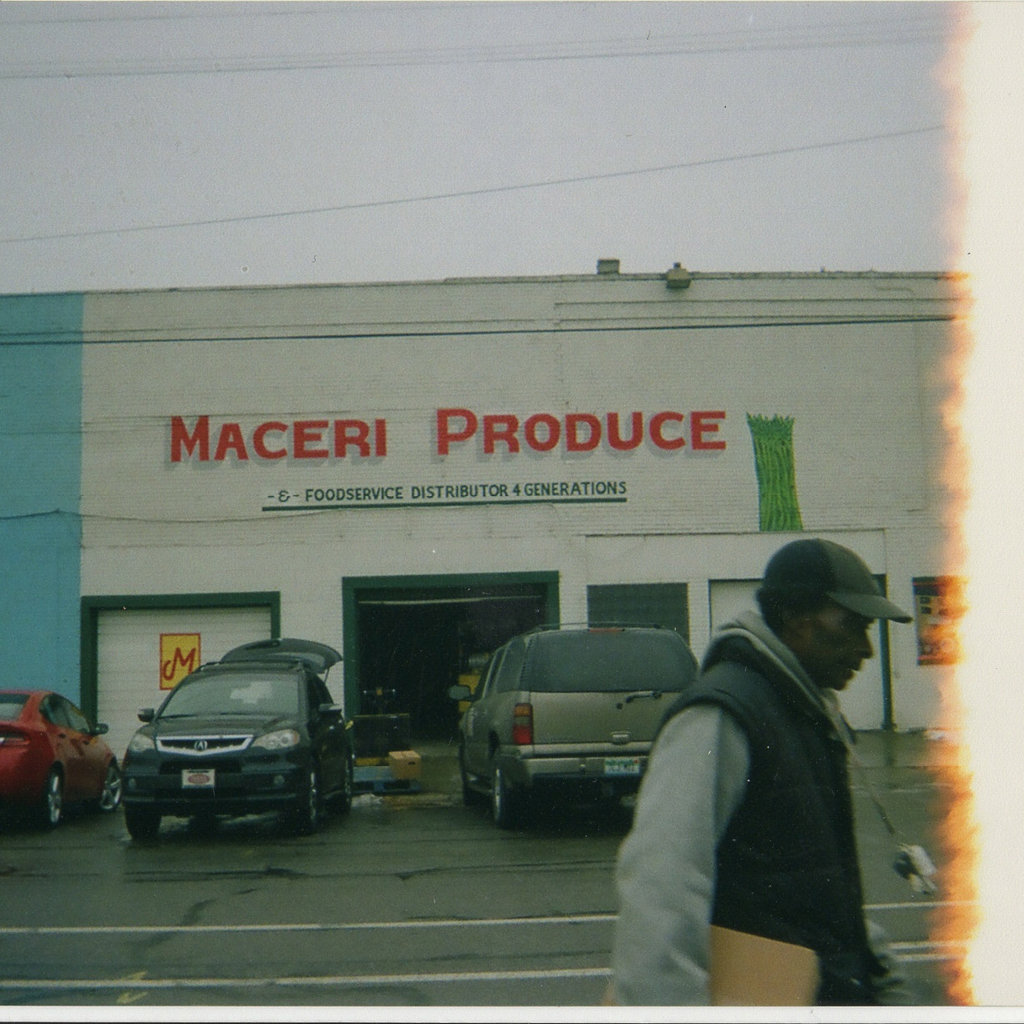 MACERI PRODUCE
-&- FOODSERVICE DISTRIBUTOR 4 GENERATIONS
M